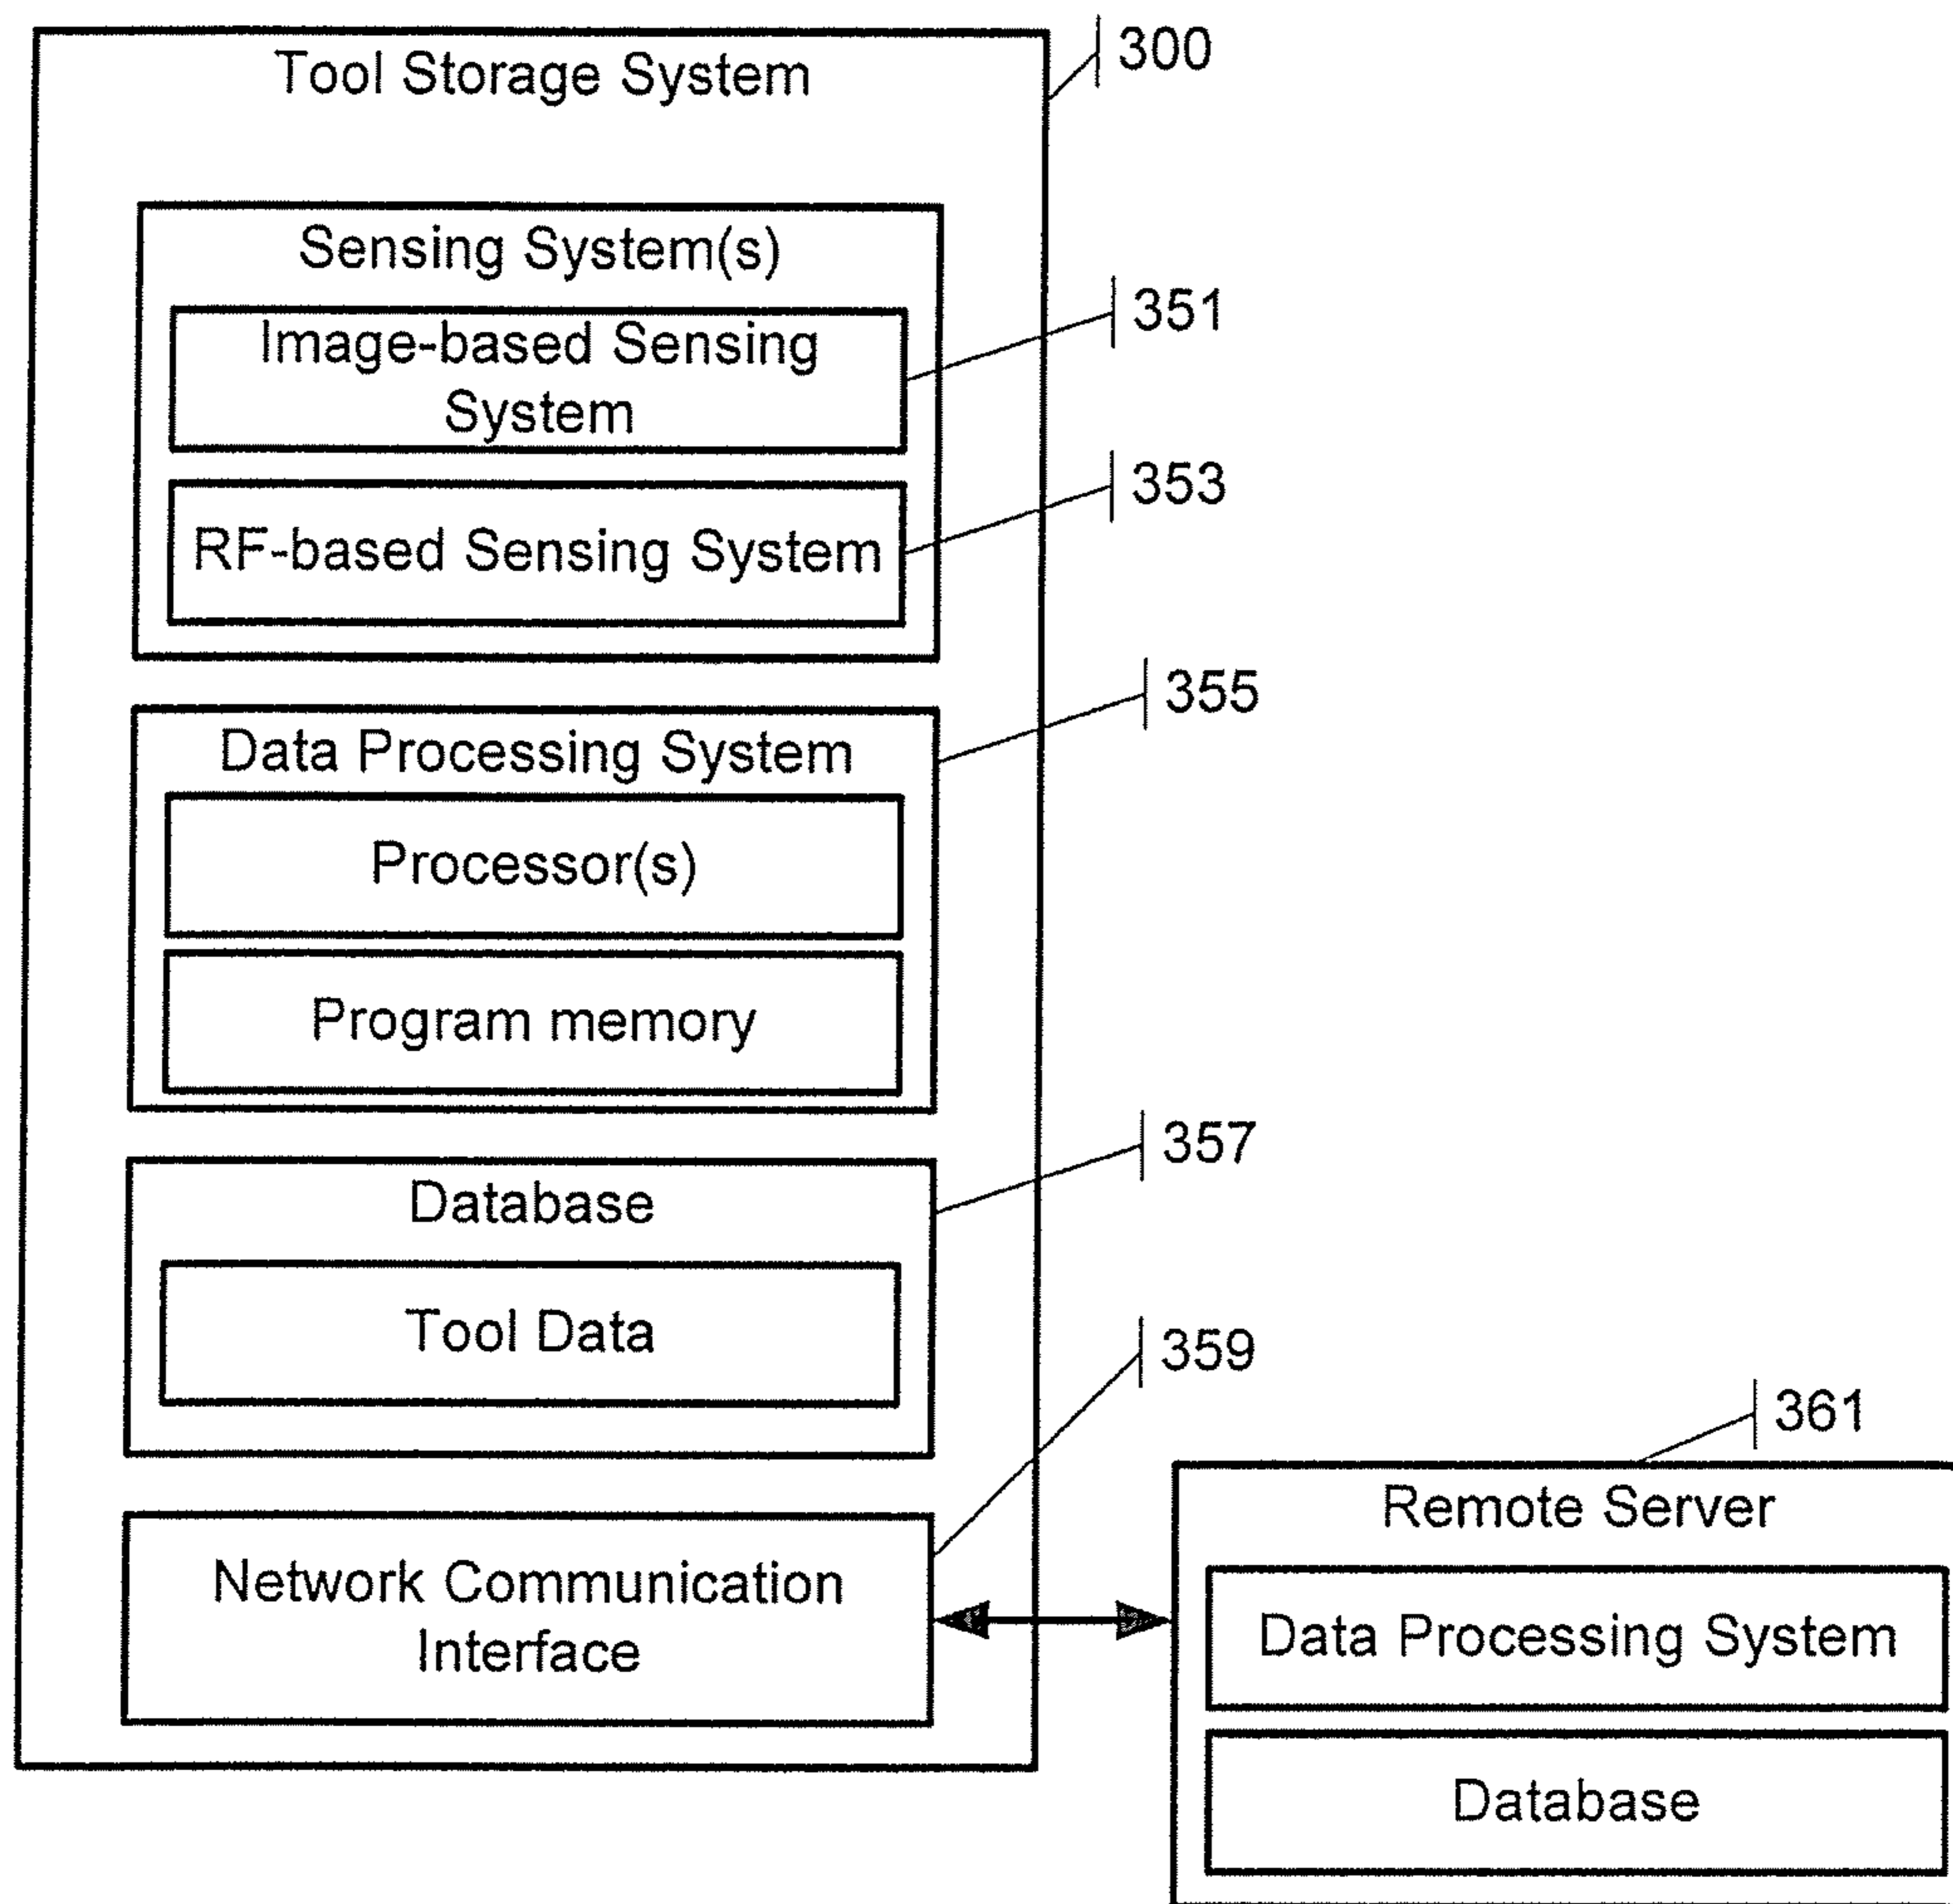 Tool Storage System
300
Sensing System(s)
Image-based Sensing
System
351
RF-based Sensing System
353
355
Data Processing System
Processor(s)
Program memory
357
Database
Tool Data
359
Network Communication
Interface
361
Remote Server
Data Processing System
Database